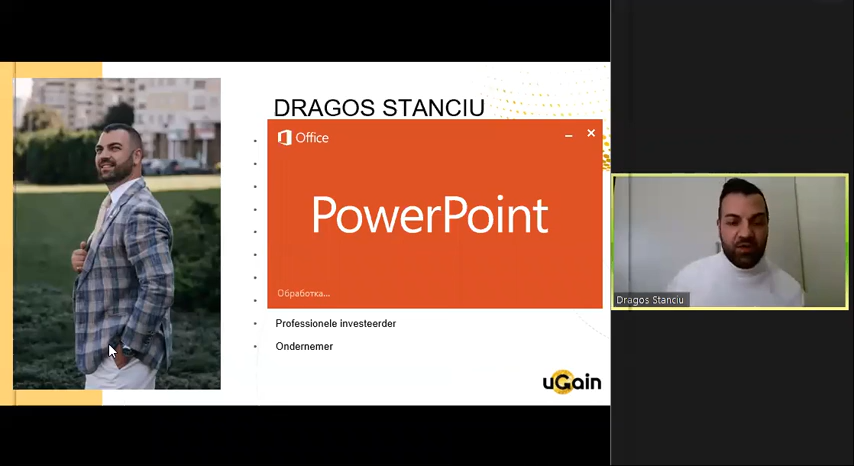 DRAGOS STANCIU
Office
PowerPoint
Обработка...
Professionele investeerder
Ondernemer
uGain
Dragos Stanciu